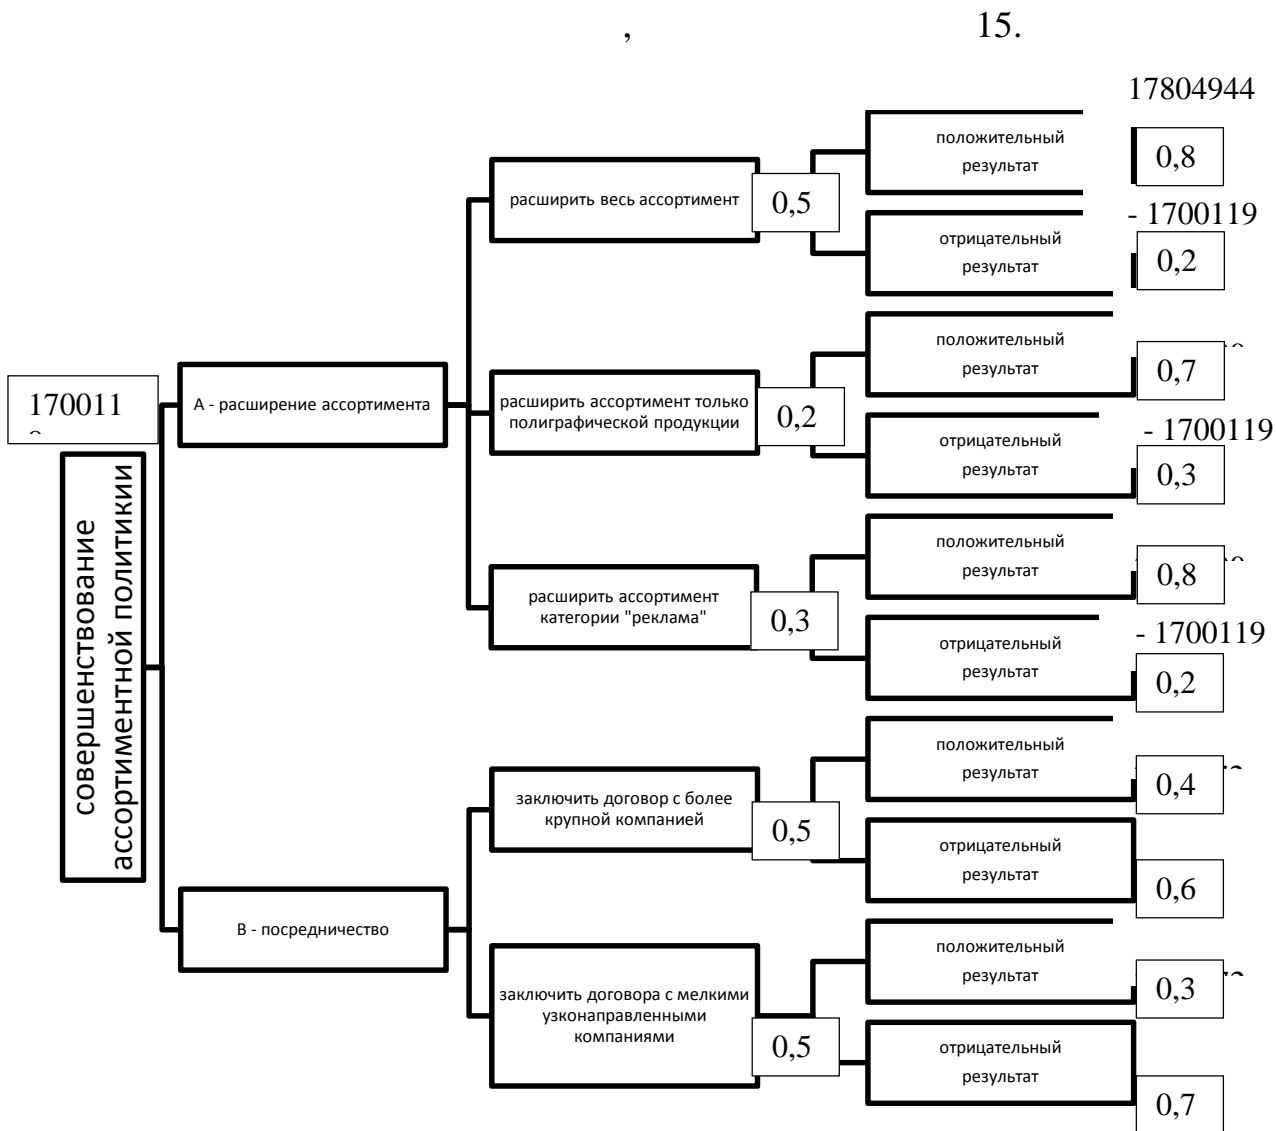 , 15.
17804944
положительный
результат
0,8
расширить весь ассортимент
0,5
- 1700119
отрицательный
результат
0,2
положительный
результат
0,7
170011
А - расширение ассортимента
расширить ассортимент только
полиграфической продукции
0,2
- 1700119
отрицательный
результат
0,3
совершенствование
ассортиментной политикии
положительный
результат
0,8
расширить ассортимент
категории "реклама"
0,3
- 1700119
отрицательный
результат
0,2
положительный
результат
0,4
заключить договор с более
крупной компанией
0,5
отрицательный
результат
0,6
В - посредничество
положительный
результат
0,3
заключить договора с мелкими
узконаправленными
компаниями
0,5
отрицательный
результат
0,7